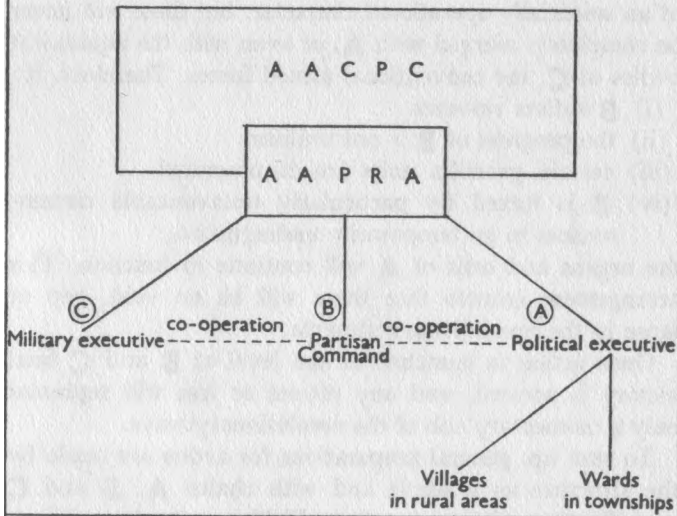 A A C P C
A A P R A
C B A
co-operation co-operation
Military executive Partisan Political executive
Command
Villages Wards
in rural areas in townships